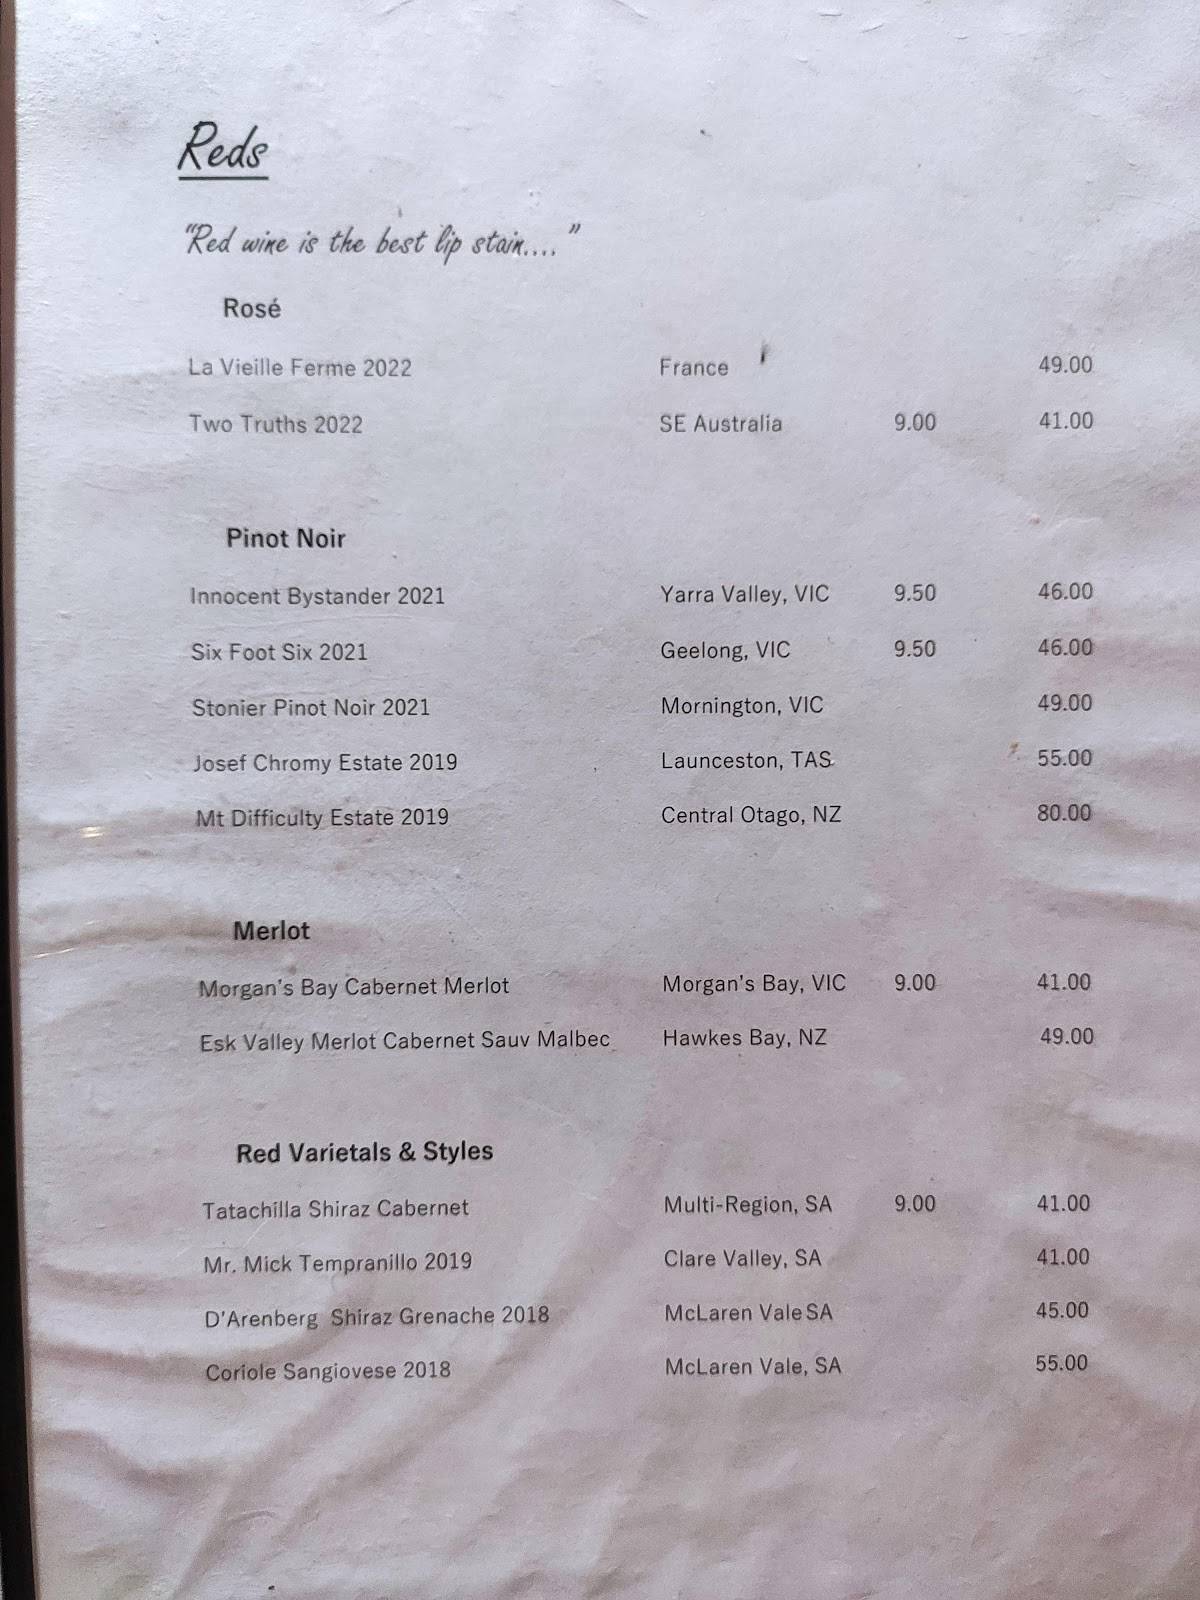 Reds
"Red wine is the best lip stain...."
Rosé
La Vieille Ferme 2022 France 49.00
Two Truths 2022 SE Australia 9.00 41.00
Pinot Noir
Innocent Bystander 2021 Yarra Valley, VIC 9.50 46.00
Six Foot Six 2021 Geelong, VIC 9.50 46.00
Stonier Pinot Noir 2021 Mornington, VIC 49.00
Josef Chromy Estate 2019 Launceston, TAS 55.00
Mt Difficulty Estate 2019 Central Otago, NZ 80.00
Merlot
Morgan's Bay Cabernet Merlot Morgan's Bay, VIC 9.00 41.00
Esk Valley Merlot Cabernet Sauv Malbec Hawkes Bay, NZ 49.00
Red Varietals & Styles
Tatachilla Shiraz Cabernet Multi-Region, SA 9.00 41.00
Mr. Mick Tempranillo 2019 Clare Valley, SA 41.00
D'Arenberg Shiraz Grenache 2018 McLaren Vale SA 45.00
Coriole Sangiovese 2018 McLaren Vale, SA 55.00